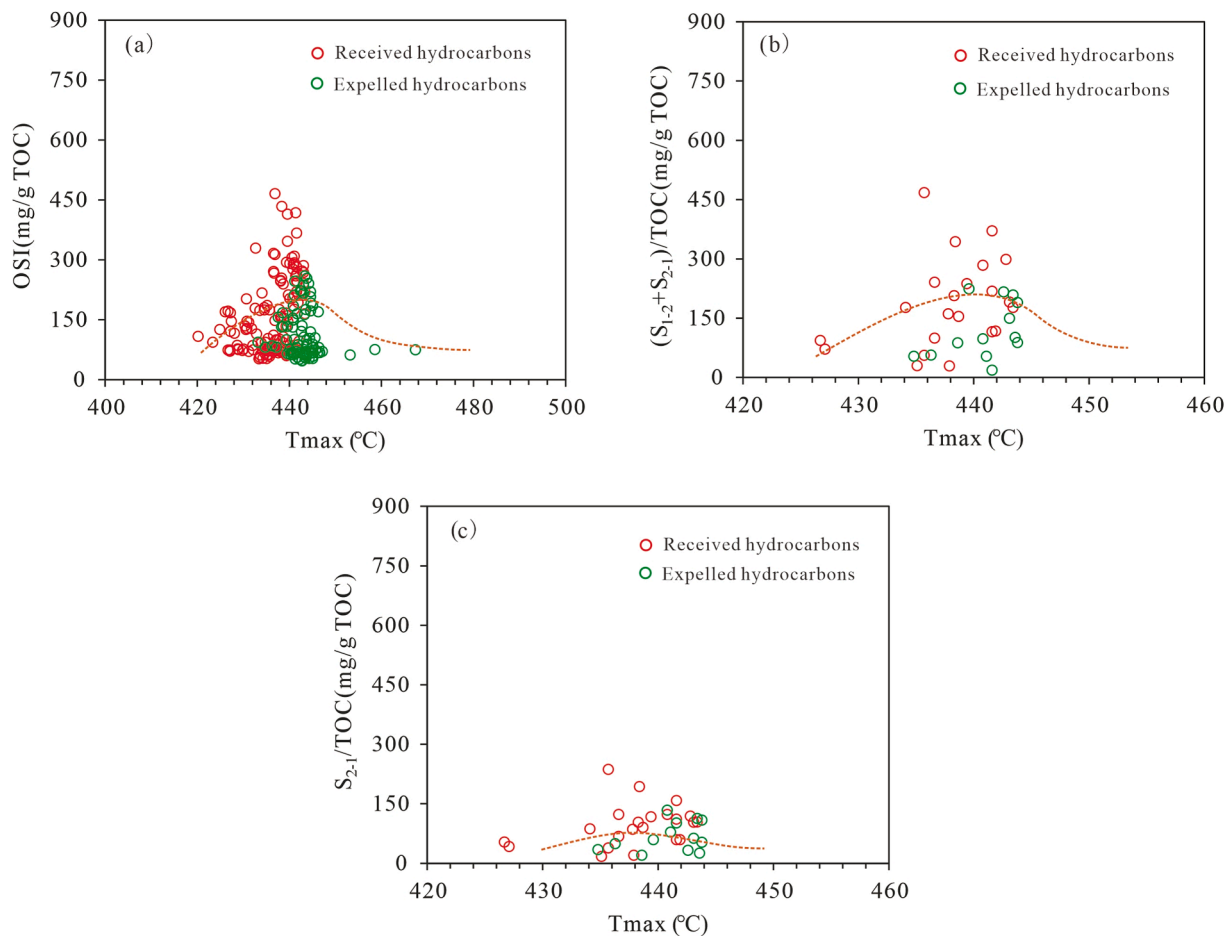 (a)
Received hydrocarbons
Expelled hydrocarbons
OSI(mg/g TOC)
900
750
600
450
300
150
0
400 420 440 460 480 500
Tmax (℃)
(b)
Received hydrocarbons
Expelled hydrocarbons
(S1-2+S2-1)/TOC(mg/g TOC)
900
750
600
450
300
150
0
420 430 440 450 460
Tmax (℃)
(c)
Received hydrocarbons
Expelled hydrocarbons
S2-1/TOC(mg/g TOC)
900
750
600
450
300
150
0
420 430 440 450 460
Tmax (℃)